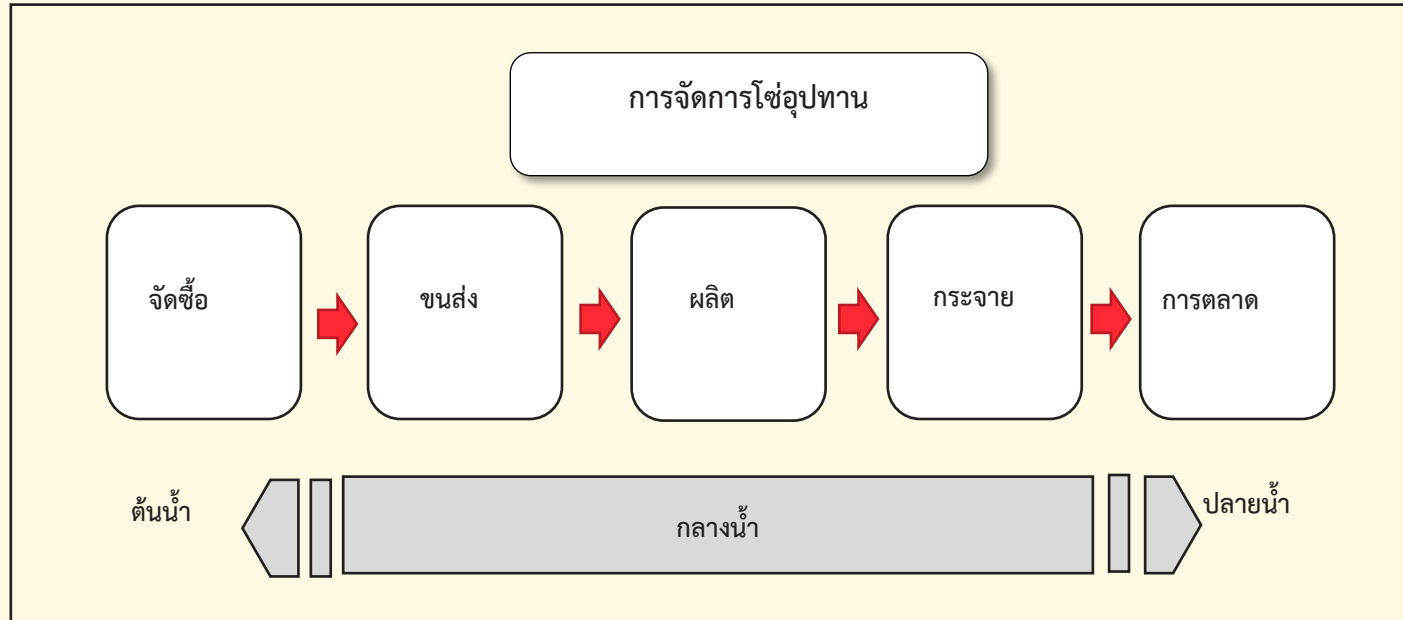 การจัดการโซ่อุปทาน
จัดซื้อ
ขนส่ง
ผลิต
กระจาย
การตลาด
ต้นน้ำ
กลางน้ำ
ปลายน้ำ